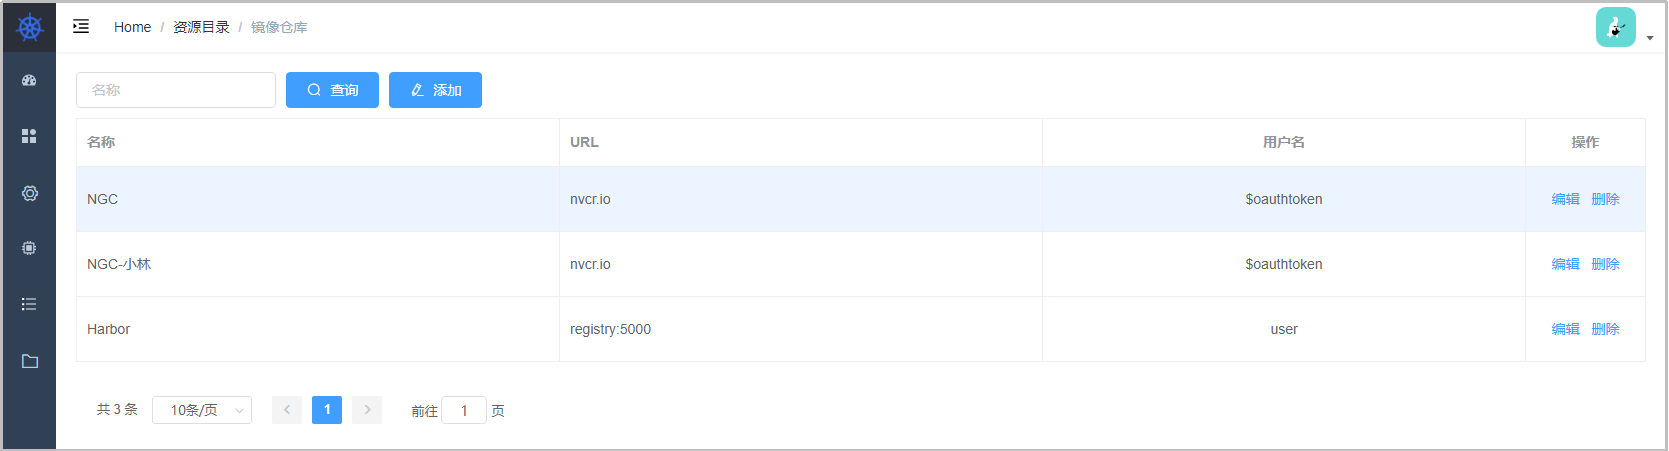 Home / 资源目录 / 镜像仓库
名称 查询 添加
名称 URL 用户名 操作
NGC nvcr.io $oauthtoken 编辑 删除
NGC-小林 nvcr.io $oauthtoken 编辑 删除
Harbor registry:5000 user 编辑 删除
共 3 条 10条/页 1 前往 1 页